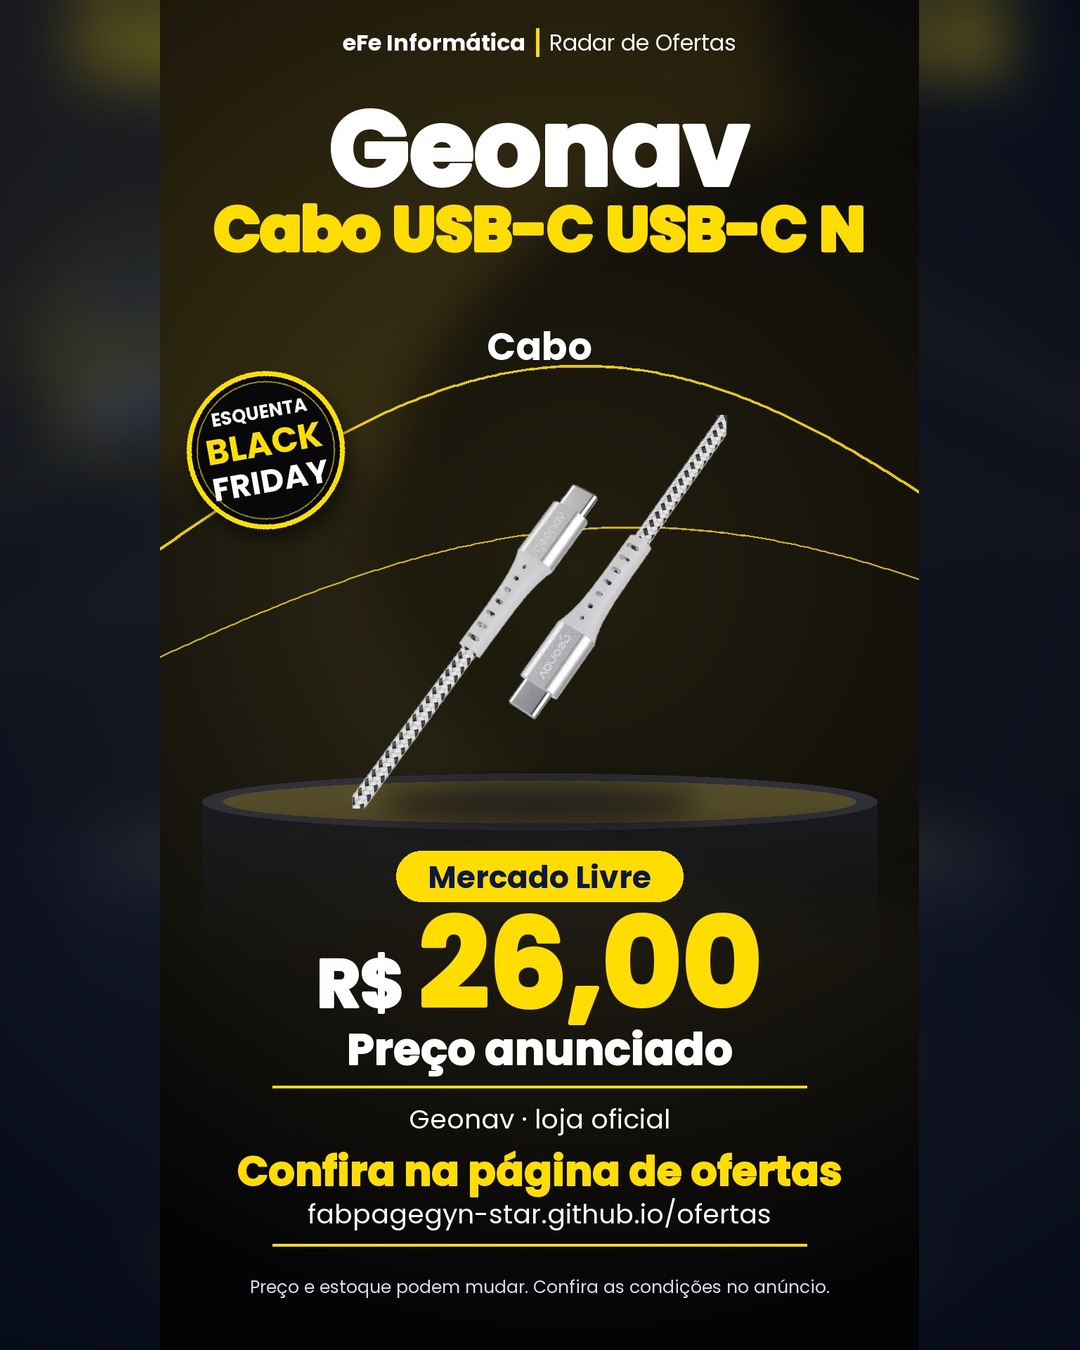 eFe Informática | Radar de Ofertas
Geonav
Cabo USB-C USB-C N
Cabo
ESQUENTA
BLACK
FRIDAY
Geonav
Geonav
Mercado Livre
R$ 26,00
Preço anunciado
Geonav · loja oficial
Confira na página de ofertas
fabpagegyn-star.github.io/ofertas
Preço e estoque podem mudar. Confira as condições no anúncio.